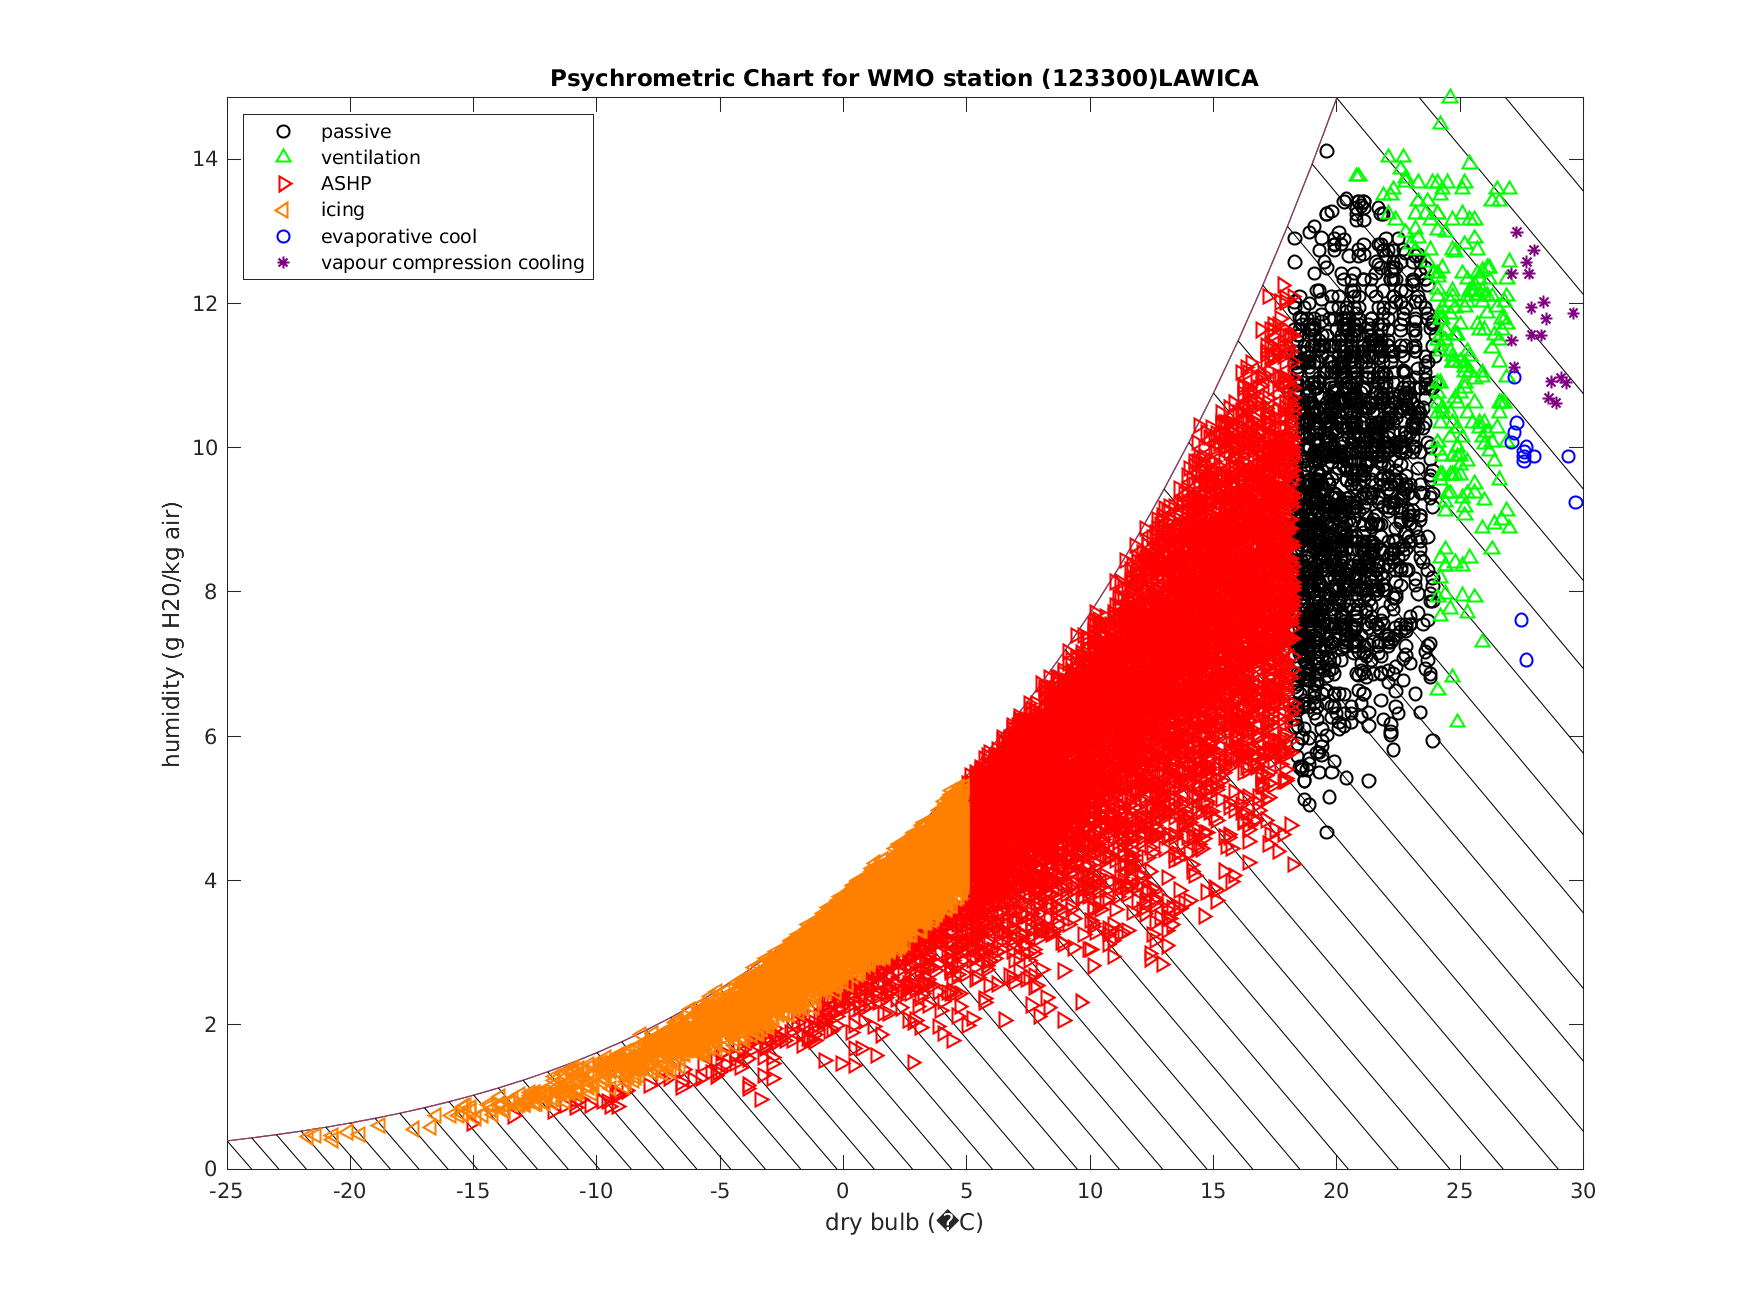 Psychrometric Chart for WMO station (123300)LAWICA
passive
ventilation
ASHP
icing
evaporative cool
vapour compression cooling
humidity (g H20/kg air)
14
12
10
8
6
4
2
0
-25 -20 -15 -10 -5 0 5 10 15 20 25 30
dry bulb (�C)